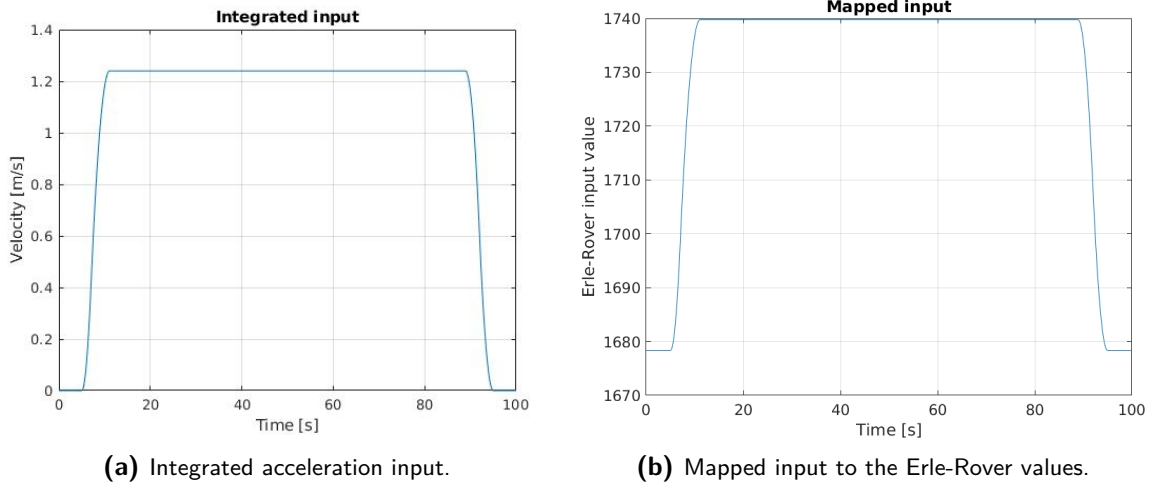 Integrated input
1.4
1.2
1
0.8
0.6
0.4
0.2
0
Velocity [m/s]
0 20 40 60 80 100
Time [s]
(a) Integrated acceleration input.
Mapped input
1740
1730
1720
1710
1700
1690
1680
1670
Erle-Rover input value
0 20 40 60 80 100
Time [s]
(b) Mapped input to the Erle-Rover values.